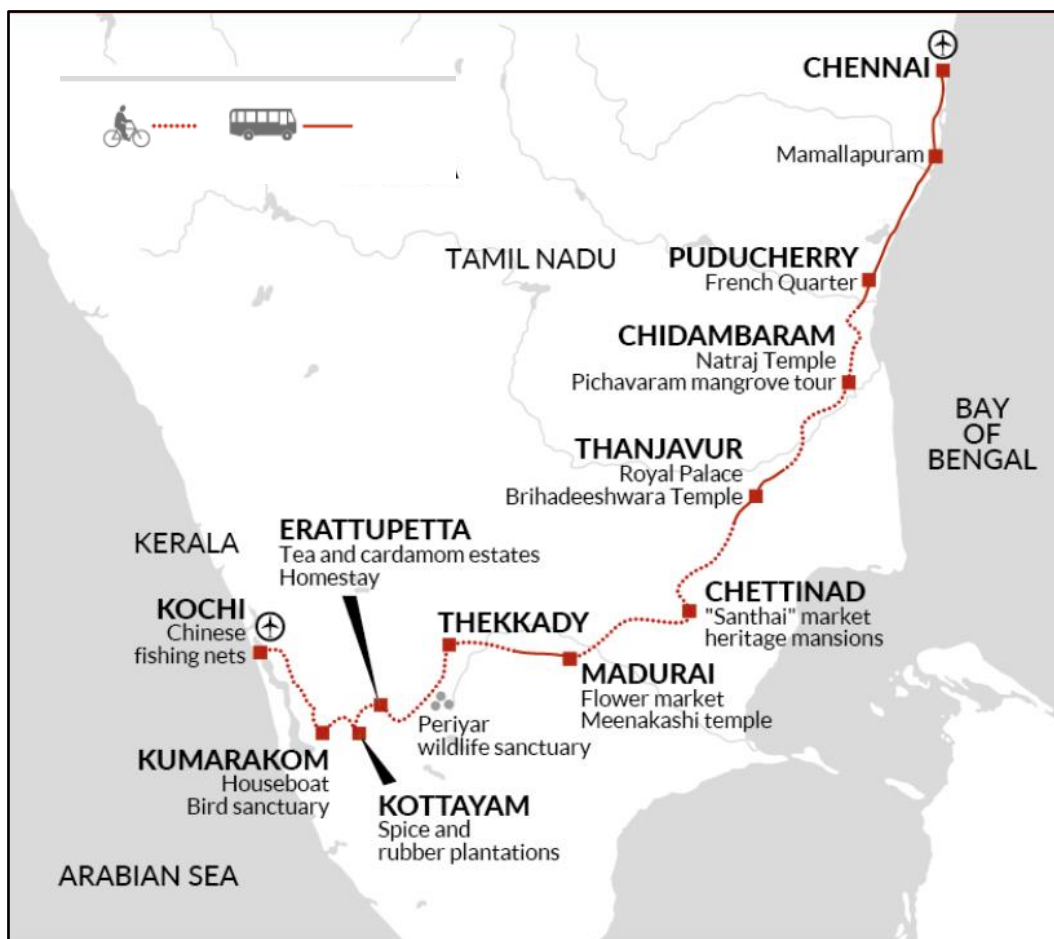 CHENNAI
Mamallapuram
TAMIL NADU
PUDUCHERRY
French Quarter
CHIDAMBARAM
Natraj Temple
Pichavaram mangrove tour
BAY
OF
BENGAL
THANJAVUR
Royal Palace
Brihadeeshwara Temple
KERALA
ERATTUPETTA
Tea and cardamom estates
Homestay
KOCHI
Chinese
fishing nets
THEKKADY
CHETTINAD
"Santhai" market
heritage mansions
MADURAI
Flower market
Meenakashi temple
Periyar
wildlife sanctuary
KUMARAKOM
Houseboat
Bird sanctuary
KOTTAYAM
Spice and
rubber plantations
ARABIAN SEA